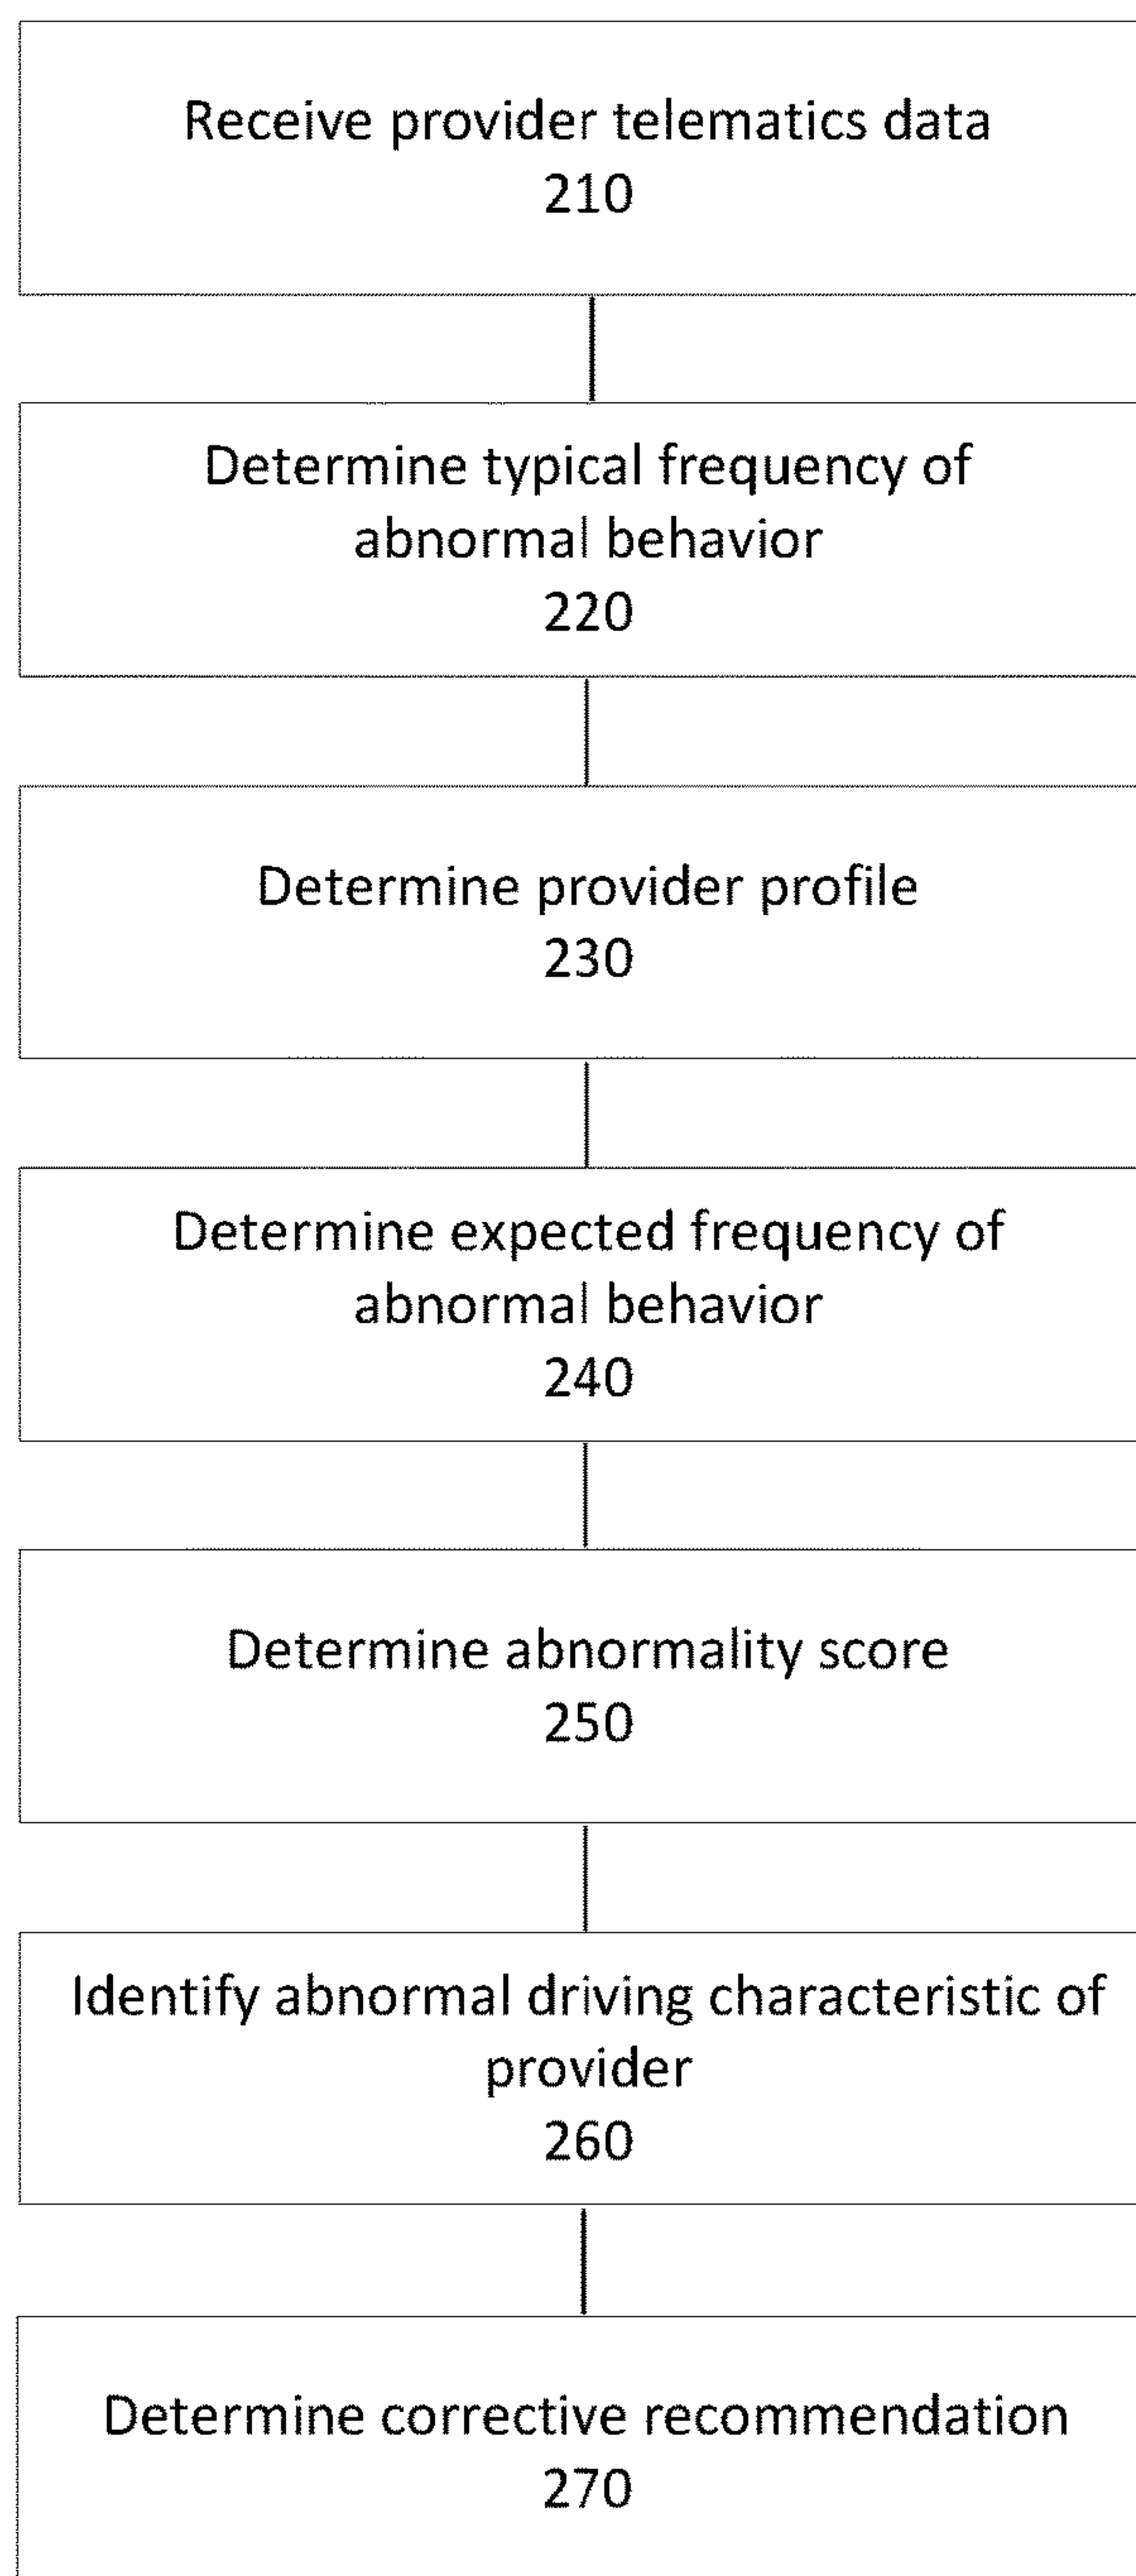 Receive provider telematics data
210
Determine typical frequency of
abnormal behavior
220
Determine provider profile
230
Determine expected frequency of
abnormal behavior
240
Determine abnormality score
250
Identify abnormal driving characteristic of
provider
260
Determine corrective recommendation
270